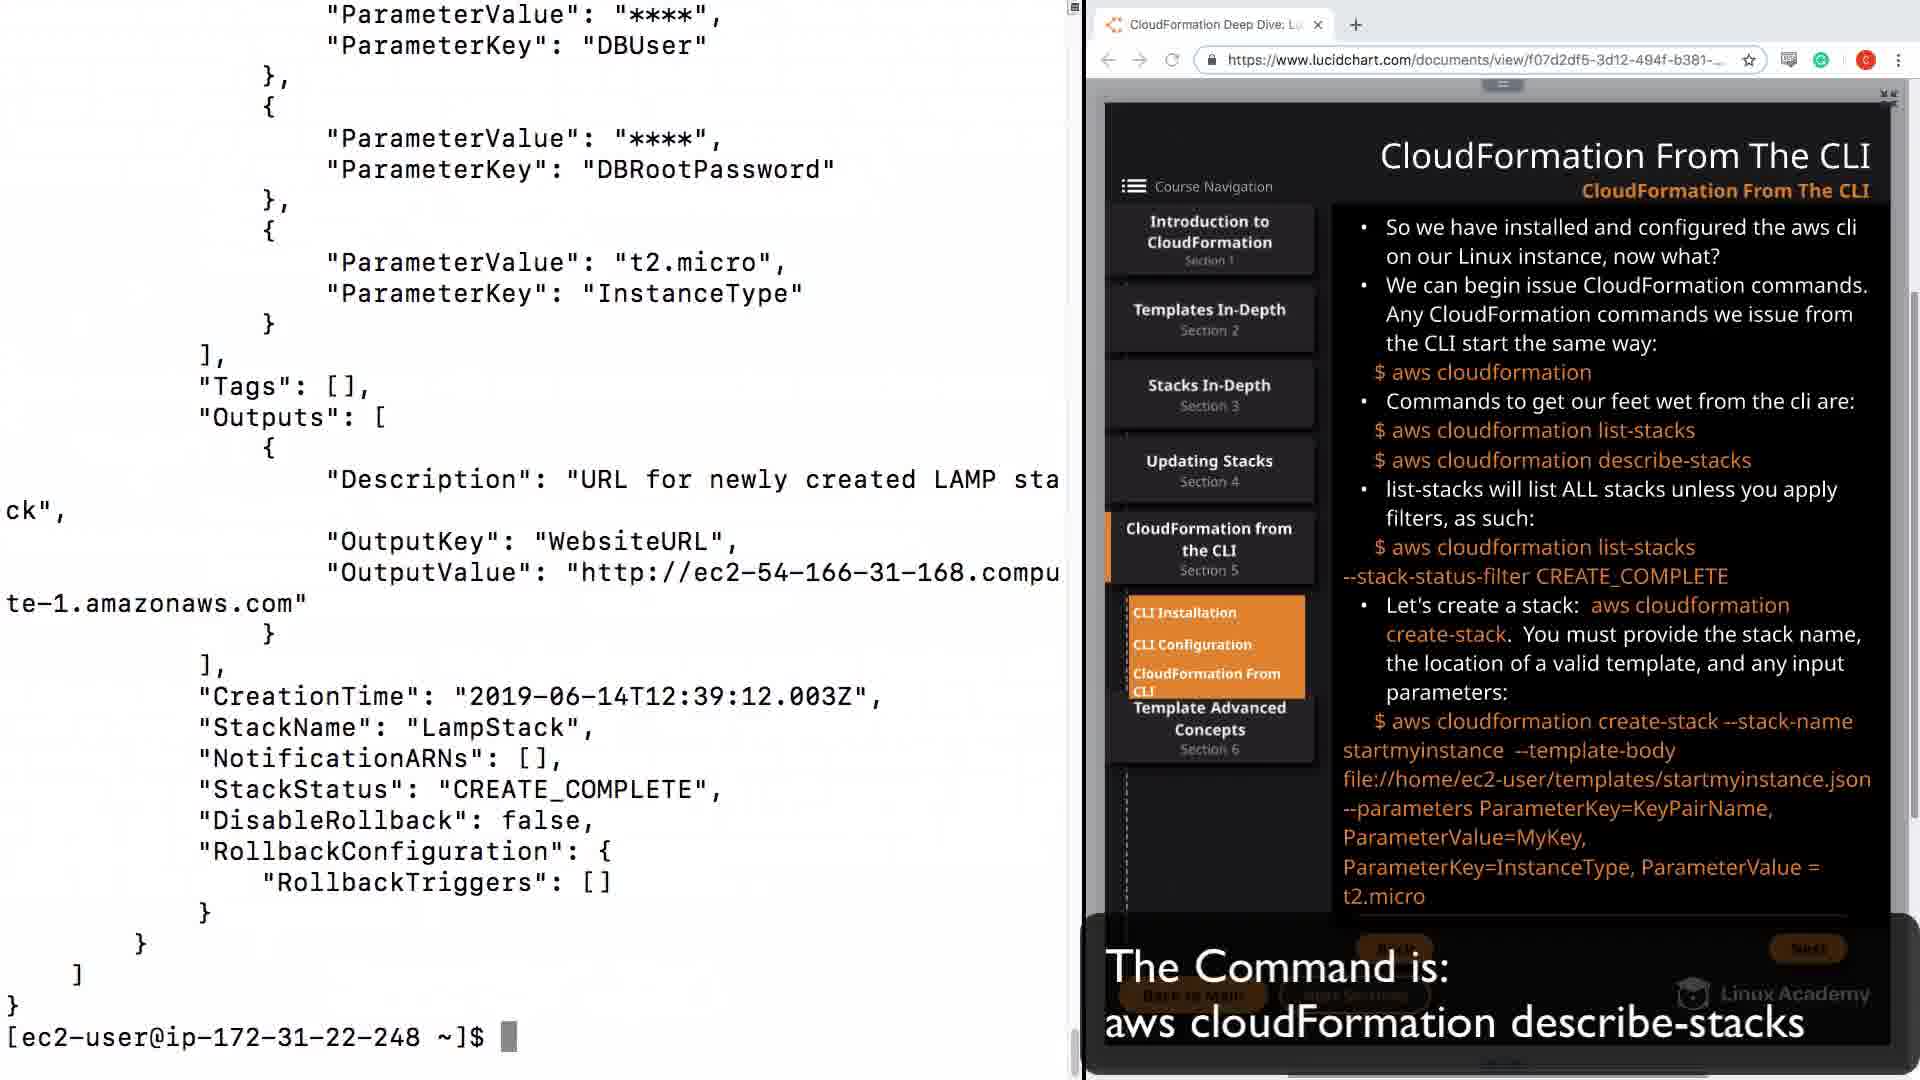 "ParameterValue": "****",
"ParameterKey": "DBUser"
},
{
"ParameterValue": "****",
"ParameterKey": "DBRootPassword"
},
{
"ParameterValue": "t2.micro",
"ParameterKey": "InstanceType"
}
],
"Tags": [],
"Outputs": [
{
"Description": "URL for newly created LAMP sta
ck",
"OutputKey": "WebsiteURL",
"OutputValue": "http://ec2-54-166-31-168.compu
te-1.amazonaws.com"
}
],
"CreationTime": "2019-06-14T12:39:12.003Z",
"StackName": "LampStack",
"NotificationARNs": [],
"StackStatus": "CREATE_COMPLETE",
"DisableRollback": false,
"RollbackConfiguration": {
"RollbackTriggers": []
}
}
]
}
[ec2-user@ip-172-31-22-248 ~]$
CloudFormation Deep Dive: Lu
https://www.lucidchart.com/documents/view/f07d2df5-3d12-494f-b381-...
C
CloudFormation From The CLI
CloudFormation From The CLI
Course Navigation
Introduction to
CloudFormation
Section 1
Templates In-Depth
Section 2
Stacks In-Depth
Section 3
Updating Stacks
Section 4
CloudFormation from
the CLI
Section 5
CLI Installation
CLI Configuration
CloudFormation From
CLI
Template Advanced
Concepts
Section 6
• So we have installed and configured the aws cli
on our Linux instance, now what?
• We can begin issue CloudFormation commands.
Any CloudFormation commands we issue from
the CLI start the same way:
$ aws cloudformation
• Commands to get our feet wet from the cli are:
$ aws cloudformation list-stacks
$ aws cloudformation describe-stacks
• list-stacks will list ALL stacks unless you apply
filters, as such:
$ aws cloudformation list-stacks
--stack-status-filter CREATE_COMPLETE
• Let's create a stack: aws cloudformation
create-stack. You must provide the stack name,
the location of a valid template, and any input
parameters:
$ aws cloudformation create-stack --stack-name
startmyinstance --template-body
file://home/ec2-user/templates/startmyinstance.json
--parameters ParameterKey=KeyPairName,
ParameterValue=MyKey,
ParameterKey=InstanceType, ParameterValue =
t2.micro
Back
Next
Back to Main
Linux Academy
The Command is:
aws cloudFormation describe-stacks